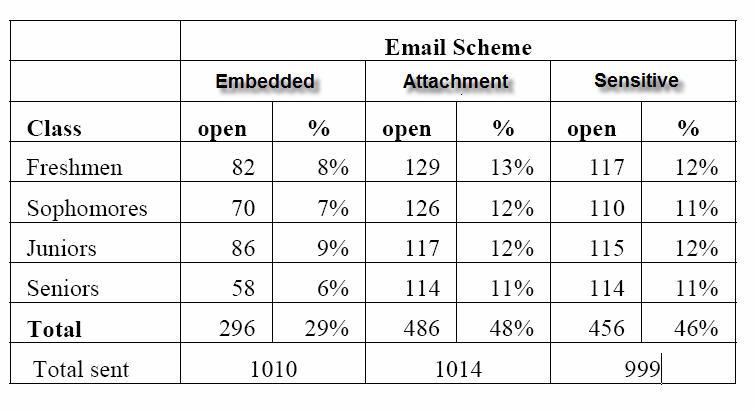 Email Scheme
Embedded Attachment Sensitive
Class open % open % open %
Freshmen 82 8% 129 13% 117 12%
Sophomores 70 7% 126 12% 110 11%
Juniors 86 9% 117 12% 115 12%
Seniors 58 6% 114 11% 114 11%
Total 296 29% 486 48% 456 46%
Total sent 1010 1014 999